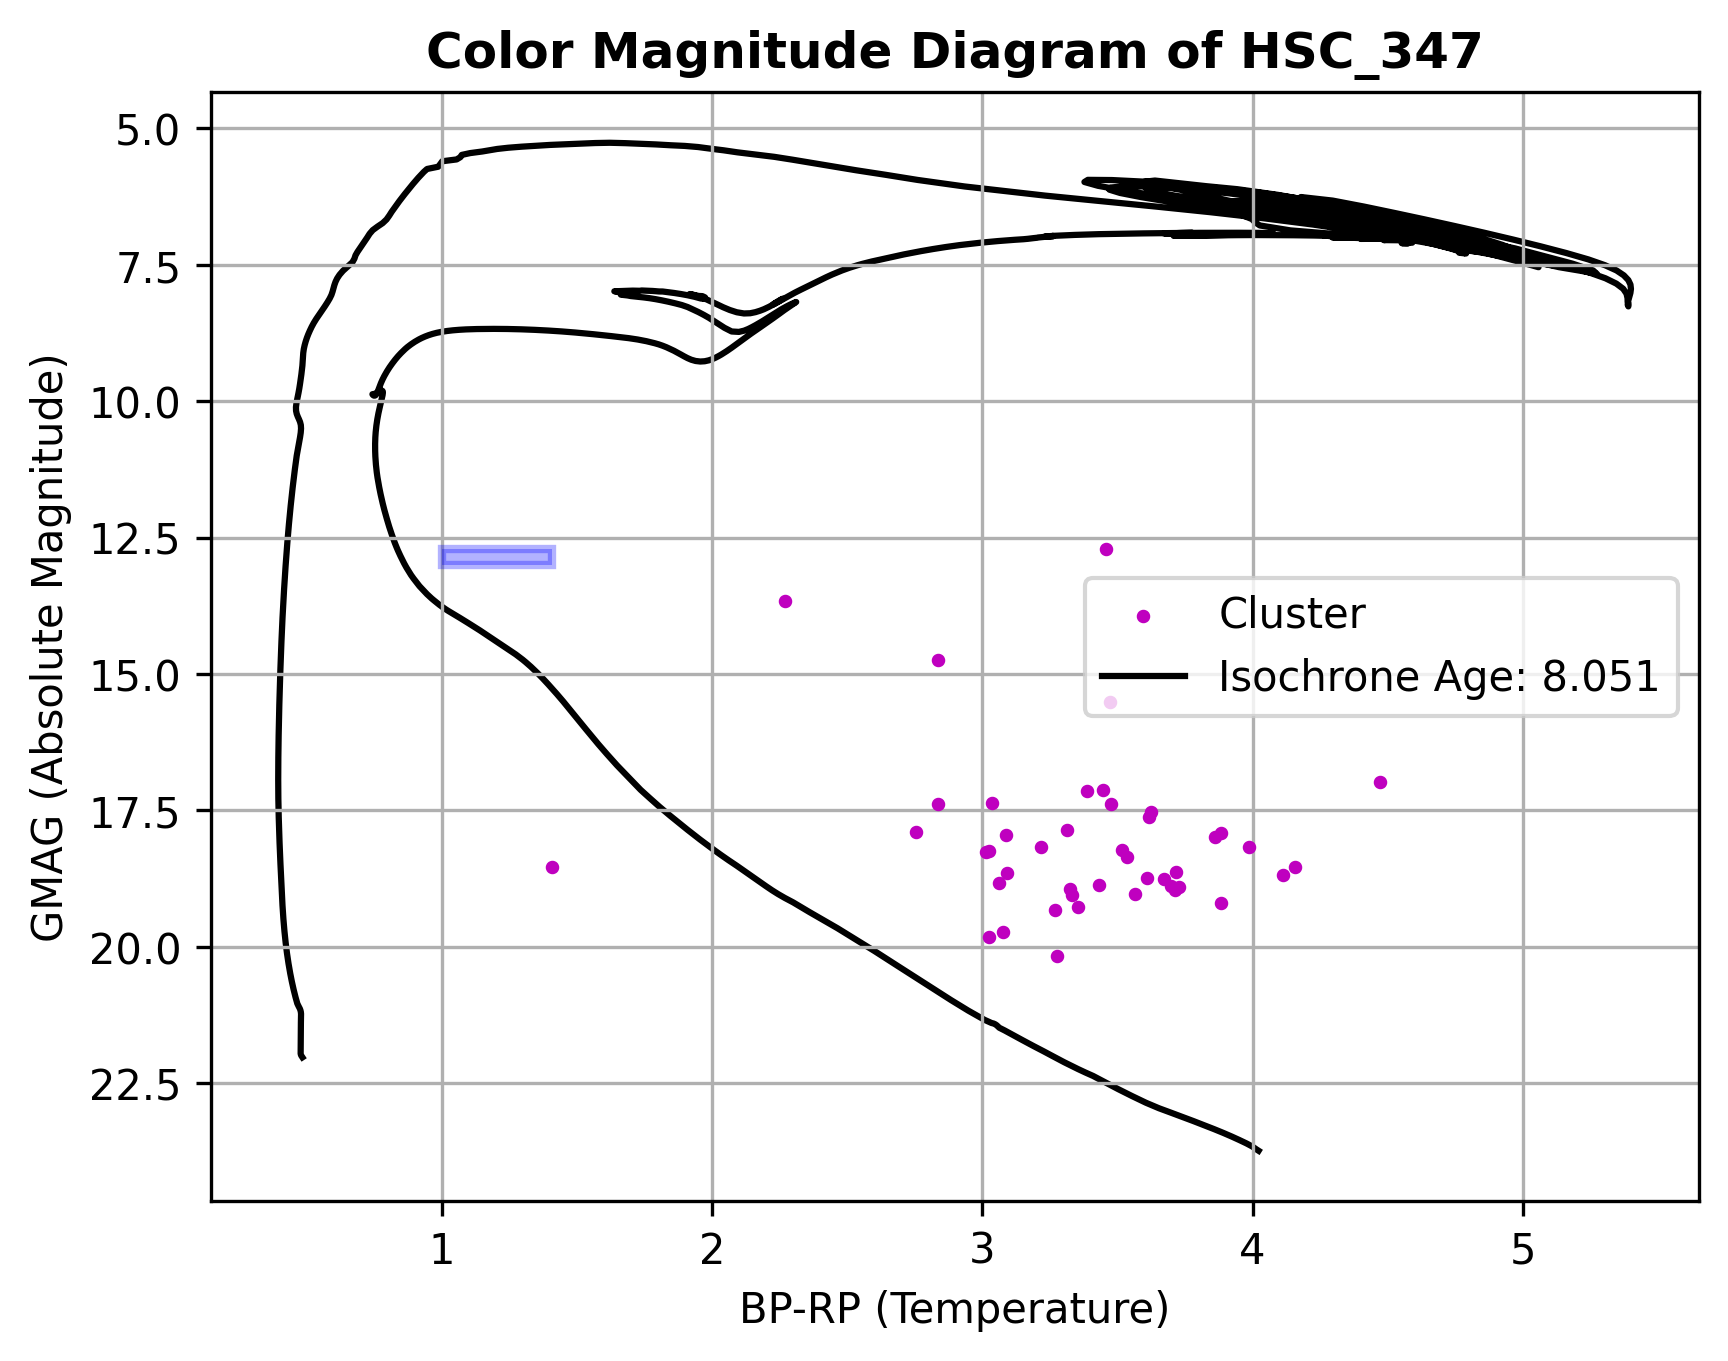 Color Magnitude Diagram of HSC_347
GMAG (Absolute Magnitude)
5.0
7.5
10.0
12.5
15.0
17.5
20.0
22.5
Cluster
Isochrone Age: 8.051
1 2 3 4 5
BP-RP (Temperature)